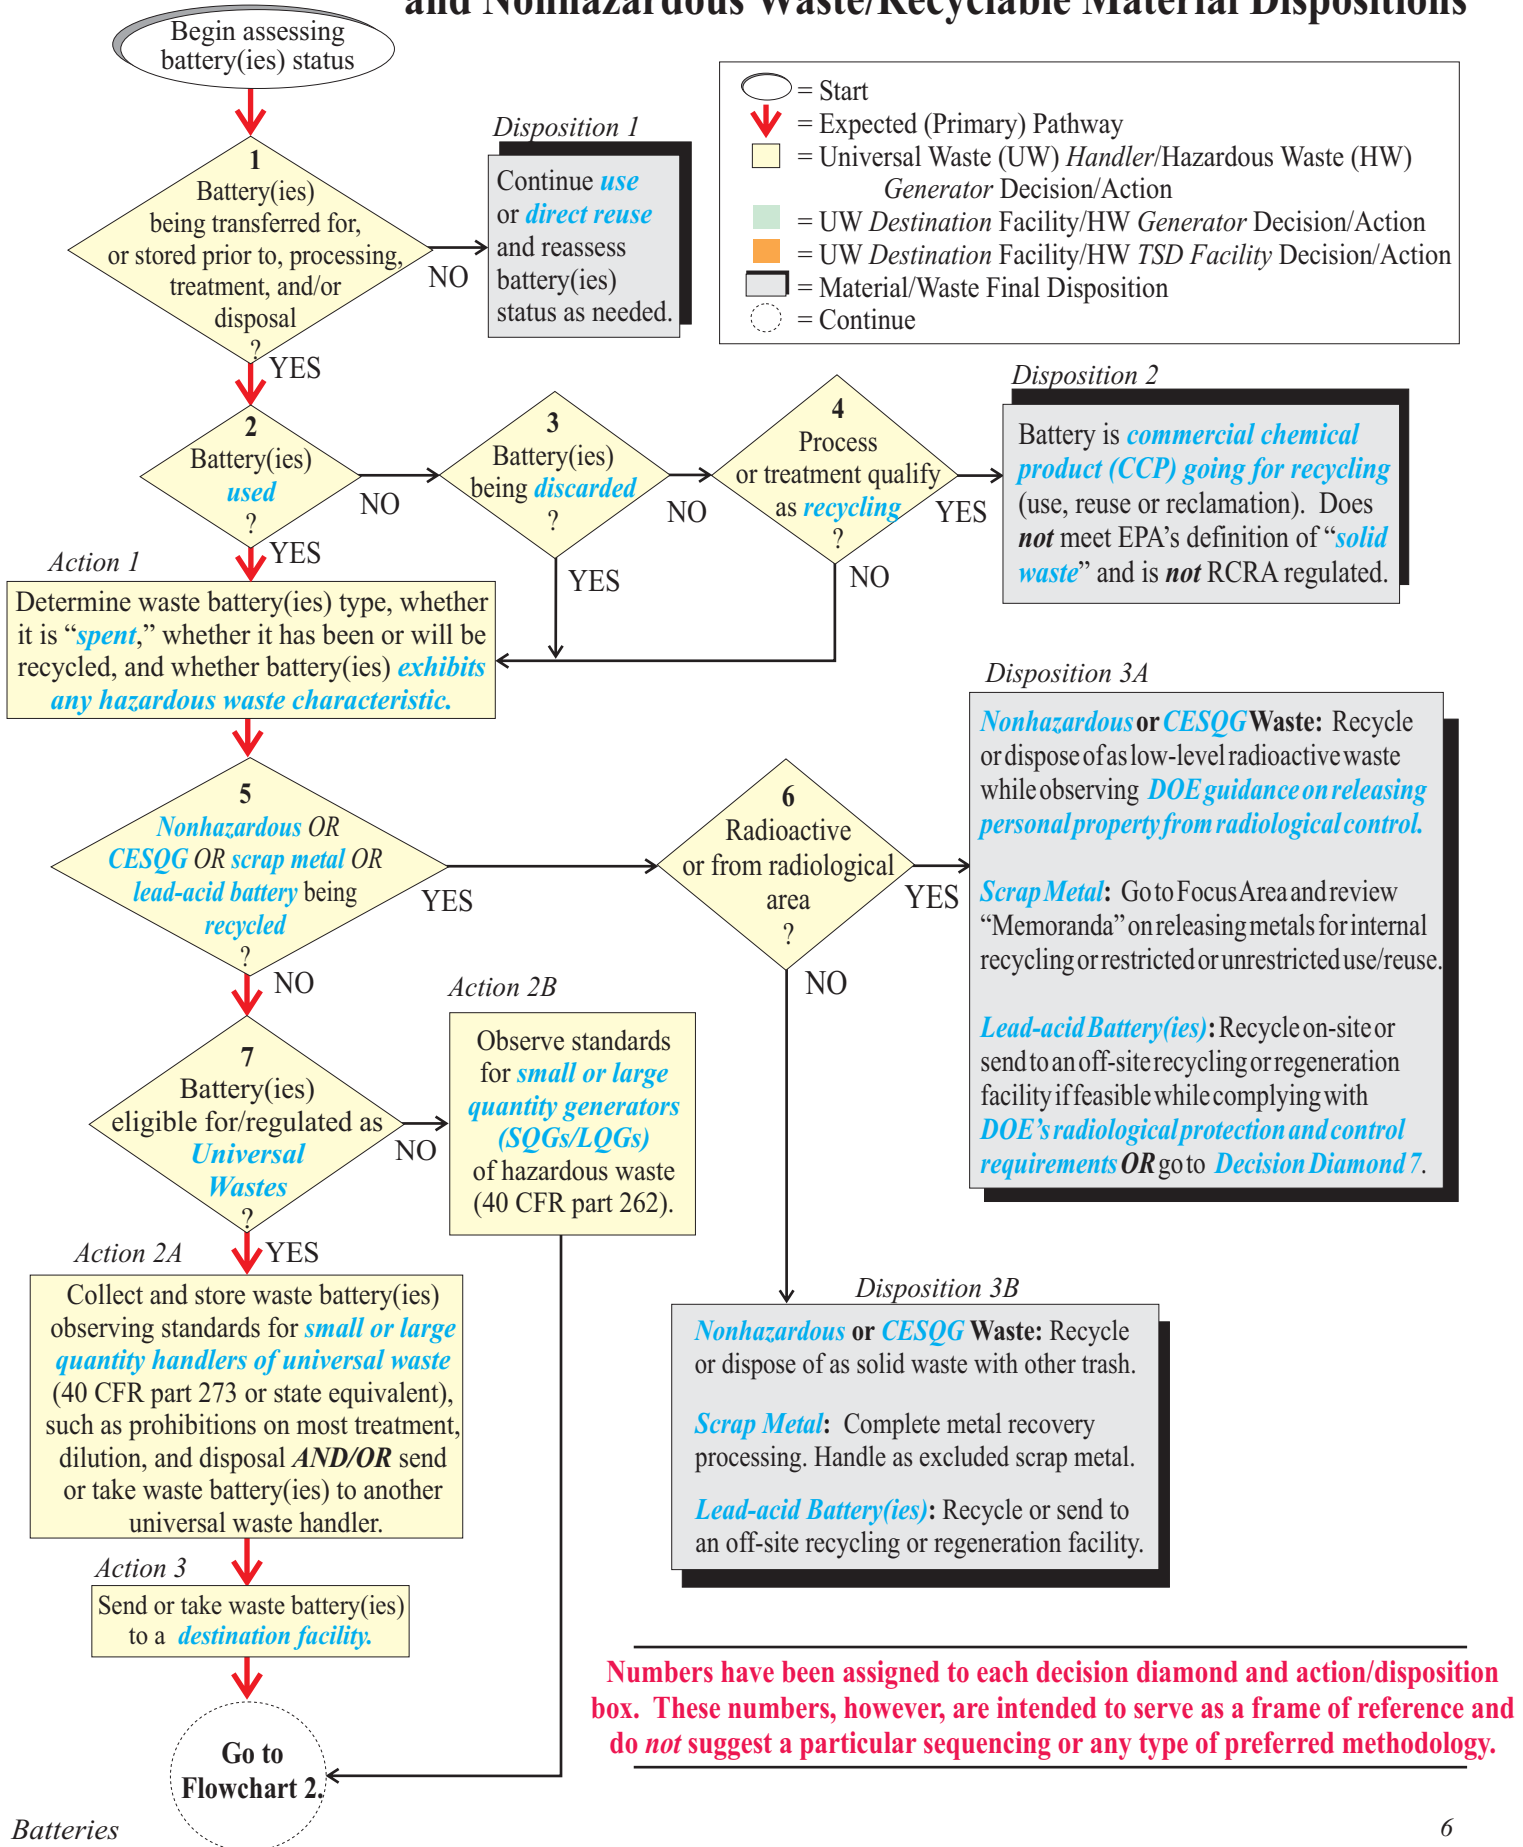 and Nonhazardous Waste/Recyclable Material Dispositions
Begin assessing
battery(ies) status
= Start
= Expected (Primary) Pathway
= Universal Waste (UW) Handler/Hazardous Waste (HW)
Generator Decision/Action
= UW Destination Facility/HW Generator Decision/Action
= UW Destination Facility/HW TSD Facility Decision/Action
= Material/Waste Final Disposition
= Continue
1
Battery(ies)
being transferred for,
or stored prior to, processing,
treatment, and/or
disposal
?
NO
YES
Disposition 1
Continue use
or direct reuse
and reassess
battery(ies)
status as needed.
2
Battery(ies)
used
?
NO
YES
3
Battery(ies)
being discarded
?
NO
YES
4
Process
or treatment qualify
as recycling
?
YES
NO
Disposition 2
Battery is commercial chemical
product (CCP) going for recycling
(use, reuse or reclamation). Does
not meet EPA's definition of “solid
waste” and is not RCRA regulated.
Action 1
Determine waste battery(ies) type, whether
it is “spent,” whether it has been or will be
recycled, and whether battery(ies) exhibits
any hazardous waste characteristic.
5
Nonhazardous OR
CESQG OR scrap metal OR
lead-acid battery being
recycled
?
YES
NO
6
Radioactive
or from radiological
area
?
YES
NO
Disposition 3A
Nonhazardous or CESQG Waste: Recycle
or dispose of as low-level radioactive waste
while observing DOE guidance on releasing
personal property from radiological control.
Scrap Metal: Go to Focus Area and review
“Memoranda” on releasing metals for internal
recycling or restricted or unrestricted use/reuse.
Lead-acid Battery(ies): Recycle on-site or
send to an off-site recycling or regeneration
facility if feasible while complying with
DOE's radiological protection and control
requirements OR go to Decision Diamond 7.
7
Battery(ies)
eligible for/regulated as
Universal
Wastes
?
NO
YES
Action 2B
Observe standards
for small or large
quantity generators
(SQGs/LQGs)
of hazardous waste
(40 CFR part 262).
Action 2A
Collect and store waste battery(ies)
observing standards for small or large
quantity handlers of universal waste
(40 CFR part 273 or state equivalent),
such as prohibitions on most treatment,
dilution, and disposal AND/OR send
or take waste battery(ies) to another
universal waste handler.
Disposition 3B
Nonhazardous or CESQG Waste: Recycle
or dispose of as solid waste with other trash.
Scrap Metal: Complete metal recovery
processing. Handle as excluded scrap metal.
Lead-acid Battery(ies): Recycle or send to
an off-site recycling or regeneration facility.
Action 3
Send or take waste battery(ies)
to a destination facility.
Go to
Flowchart 2.
Numbers have been assigned to each decision diamond and action/disposition
box. These numbers, however, are intended to serve as a frame of reference and
do not suggest a particular sequencing or any type of preferred methodology.
Batteries
6